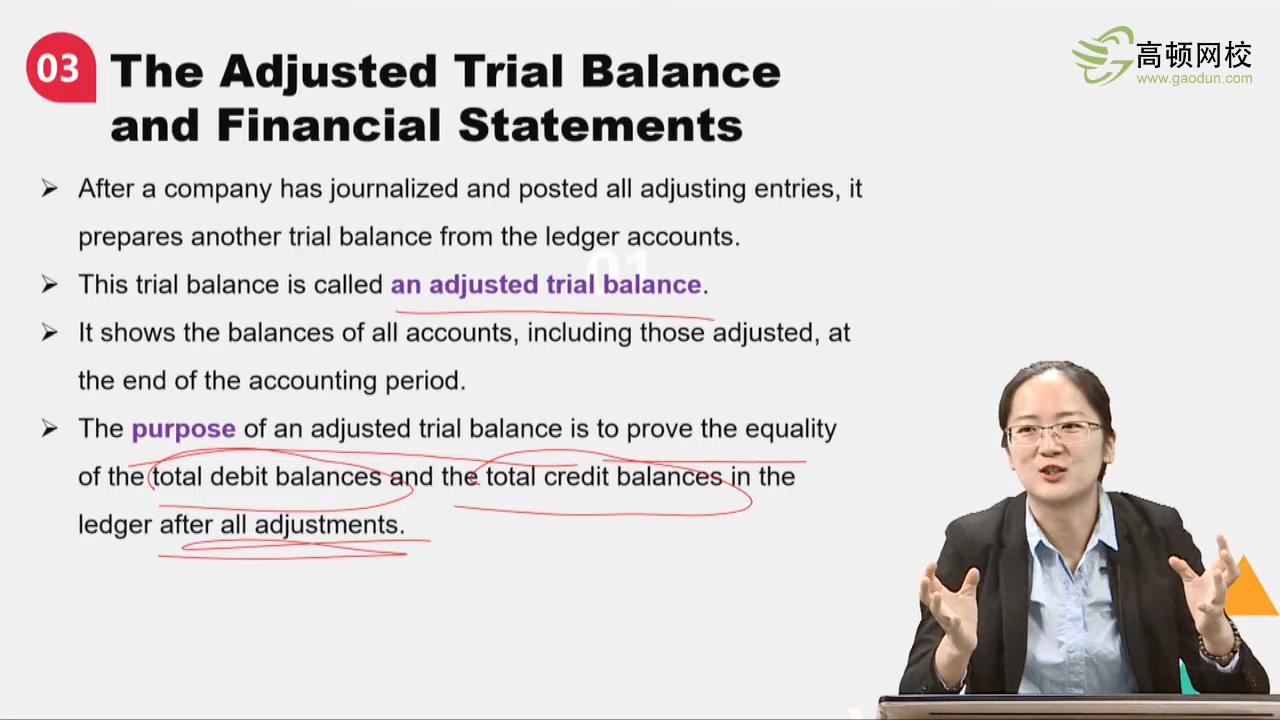 03
The Adjusted Trial Balance
and Financial Statements
高顿网校
www.gaodun.com
➢ After a company has journalized and posted all adjusting entries, it
prepares another trial balance from the ledger accounts.
01
➢ This trial balance is called an adjusted trial balance.
➢ It shows the balances of all accounts, including those adjusted, at
the end of the accounting period.
➢ The purpose of an adjusted trial balance is to prove the equality
of the total debit balances and the total credit balances in the
ledger after all adjustments.